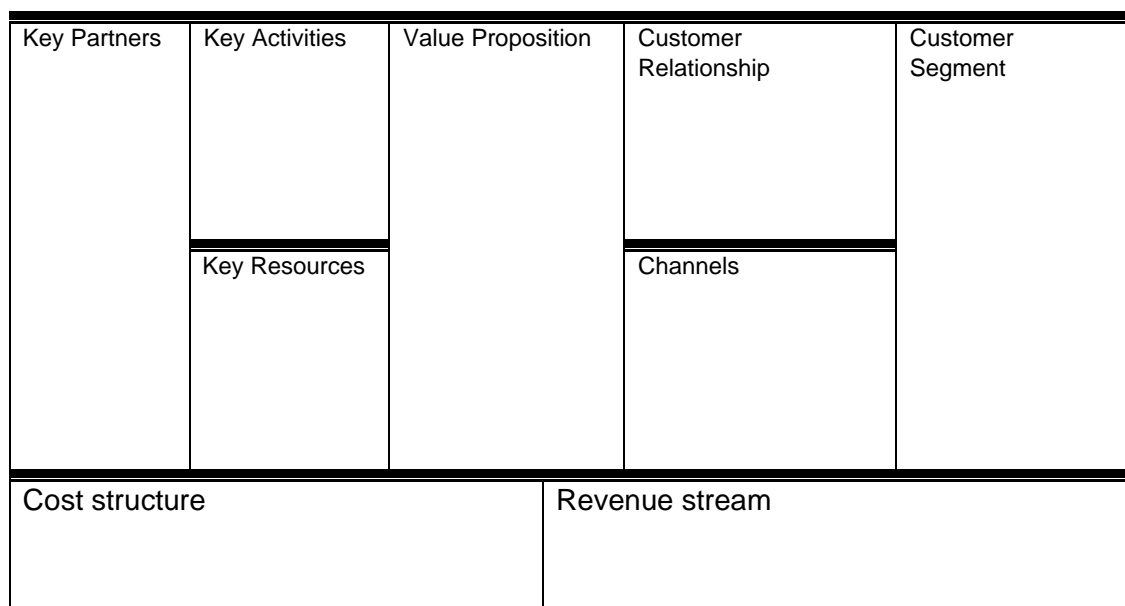 Key Partners
Key Activities
Value Proposition
Customer
Relationship
Customer
Segment
Key Resources
Channels
Cost structure
Revenue stream